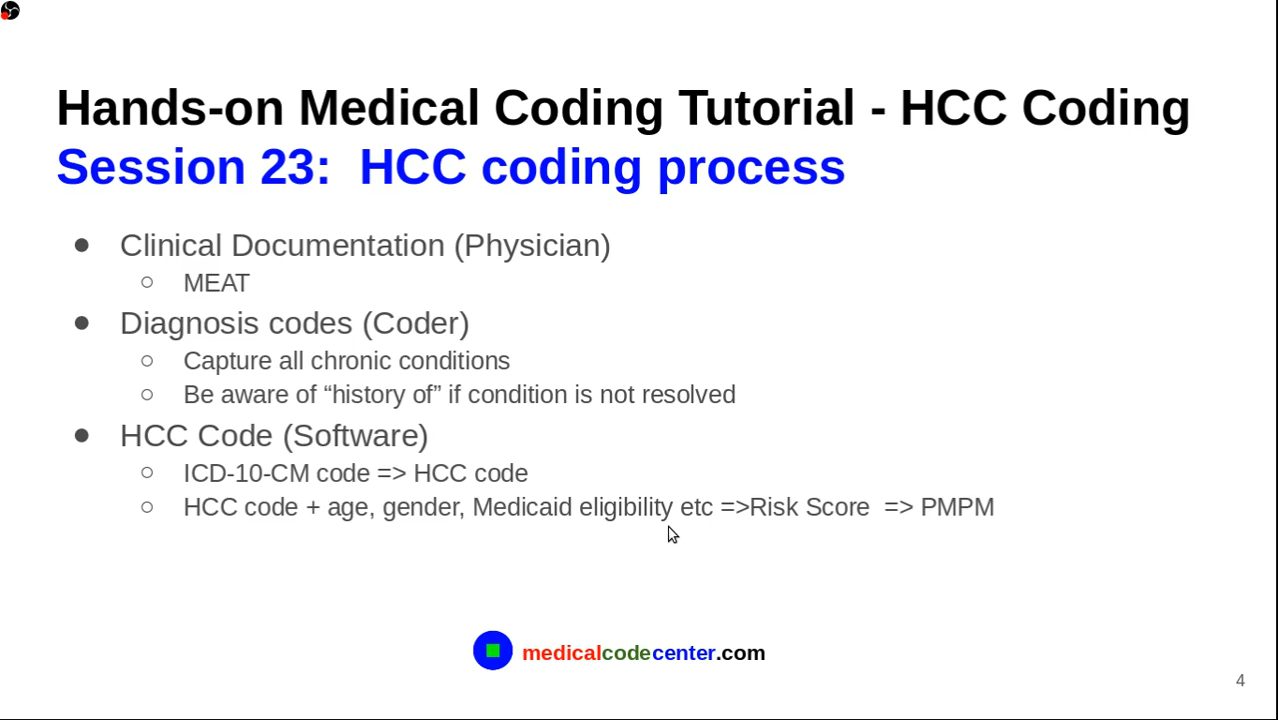 Hands-on Medical Coding Tutorial - HCC Coding
Session 23:  HCC coding process
● Clinical Documentation (Physician)
○ MEAT
● Diagnosis codes (Coder)
○ Capture all chronic conditions
○ Be aware of “history of” if condition is not resolved
● HCC Code (Software)
○ ICD-10-CM code => HCC code
○ HCC code + age, gender, Medicaid eligibility etc =>Risk Score  => PMPM
medicalcodecenter.com
4